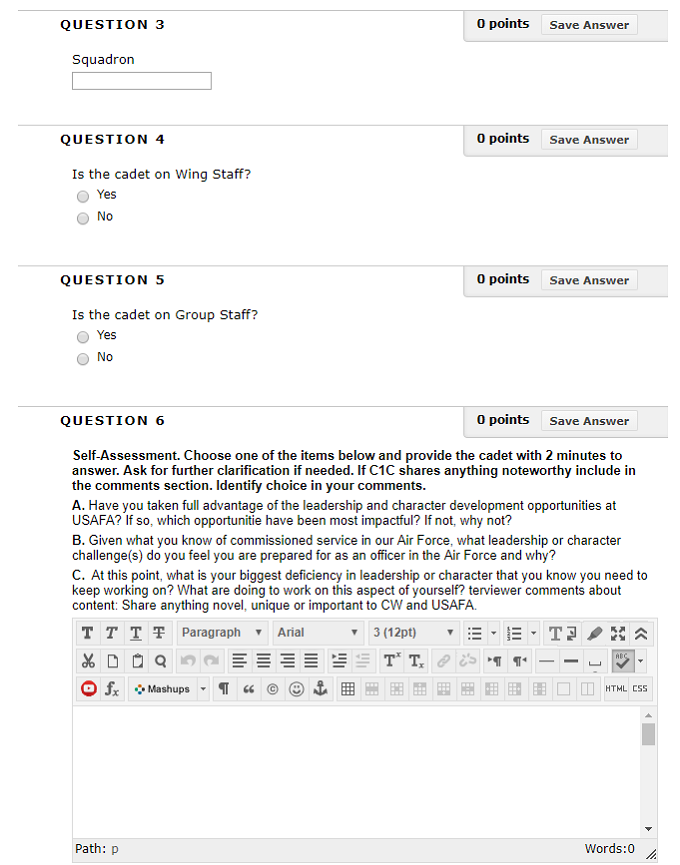 QUESTION 3
0 points Save Answer
Squadron
QUESTION 4
0 points Save Answer
Is the cadet on Wing Staff?
Yes
No
QUESTION 5
0 points Save Answer
Is the cadet on Group Staff?
Yes
No
QUESTION 6
0 points Save Answer
Self-Assessment. Choose one of the items below and provide the cadet with 2 minutes to
answer. Ask for further clarification if needed. If C1C shares anything noteworthy include in
the comments section. Identify choice in your comments.
A. Have you taken full advantage of the leadership and character development opportunities at
USAFA? If so, which opportunitie have been most impactful? If not, why not?
B. Given what you know of commissioned service in our Air Force, what leadership or character
challenge(s) do you feel you are prepared for as an officer in the Air Force and why?
C. At this point, what is your biggest deficiency in leadership or character that you know you need to
keep working on? What are doing to work on this aspect of yourself? terviewer comments about
content: Share anything novel, unique or important to CW and USAFA.
T T T T Paragraph Arial 3 (12pt) T
Tx Tx ABC
fx Mashups ¶ “ © HTML CSS
Path: p Words:0